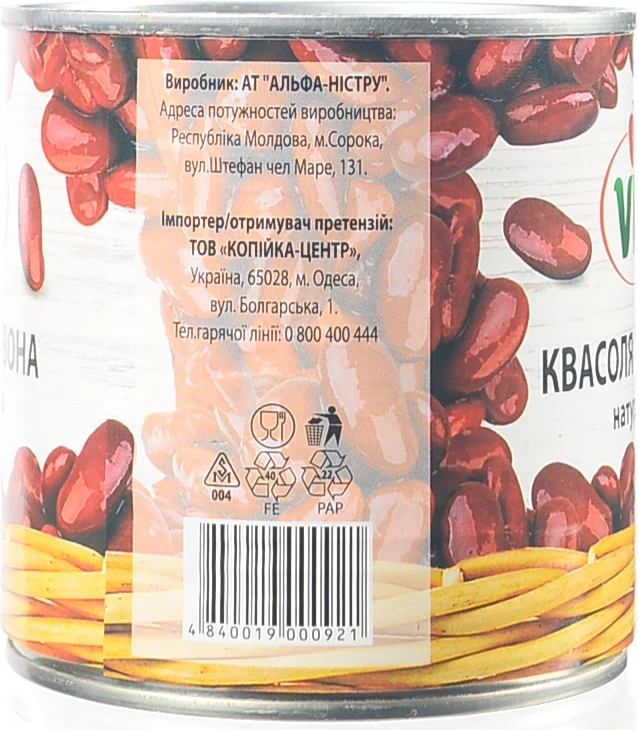 Виробник: АТ "АЛЬФА-НІСТРУ".
Адреса потужностей виробництва:
Республіка Молдова, м.Сорока,
вул.Штефан чел Маре, 131.
Імпортер/отримувач претензій:
ТОВ «КОПІЙКА-ЦЕНТР»,
Україна, 65028, м. Одеса,
вул. Болгарська, 1.
Тел.гарячої лінії: 0 800 400 444
ВОНА
КВАСОЛЯ
нату
004
40
FE
22
PAP
4 840019 000921